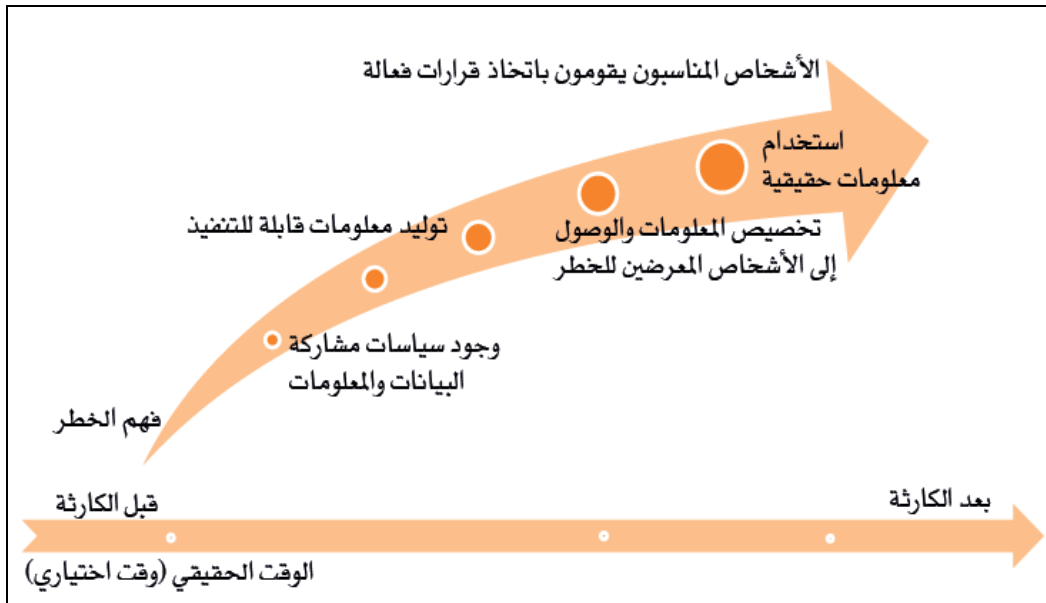 الأشخاص المناسبون يقومون باتخاذ قرارات فعالة
استخدام
معلومات حقيقية
توليد معلومات قابلة للتنفيذ
تخصيص المعلومات والوصول
إلى الأشخاص المعرضين للخطر
وجود سياسات مشاركة
البيانات والمعلومات
فهم الخطر
قبل الكارثة
بعد الكارثة
الوقت الحقيقي (وقت اختياري)